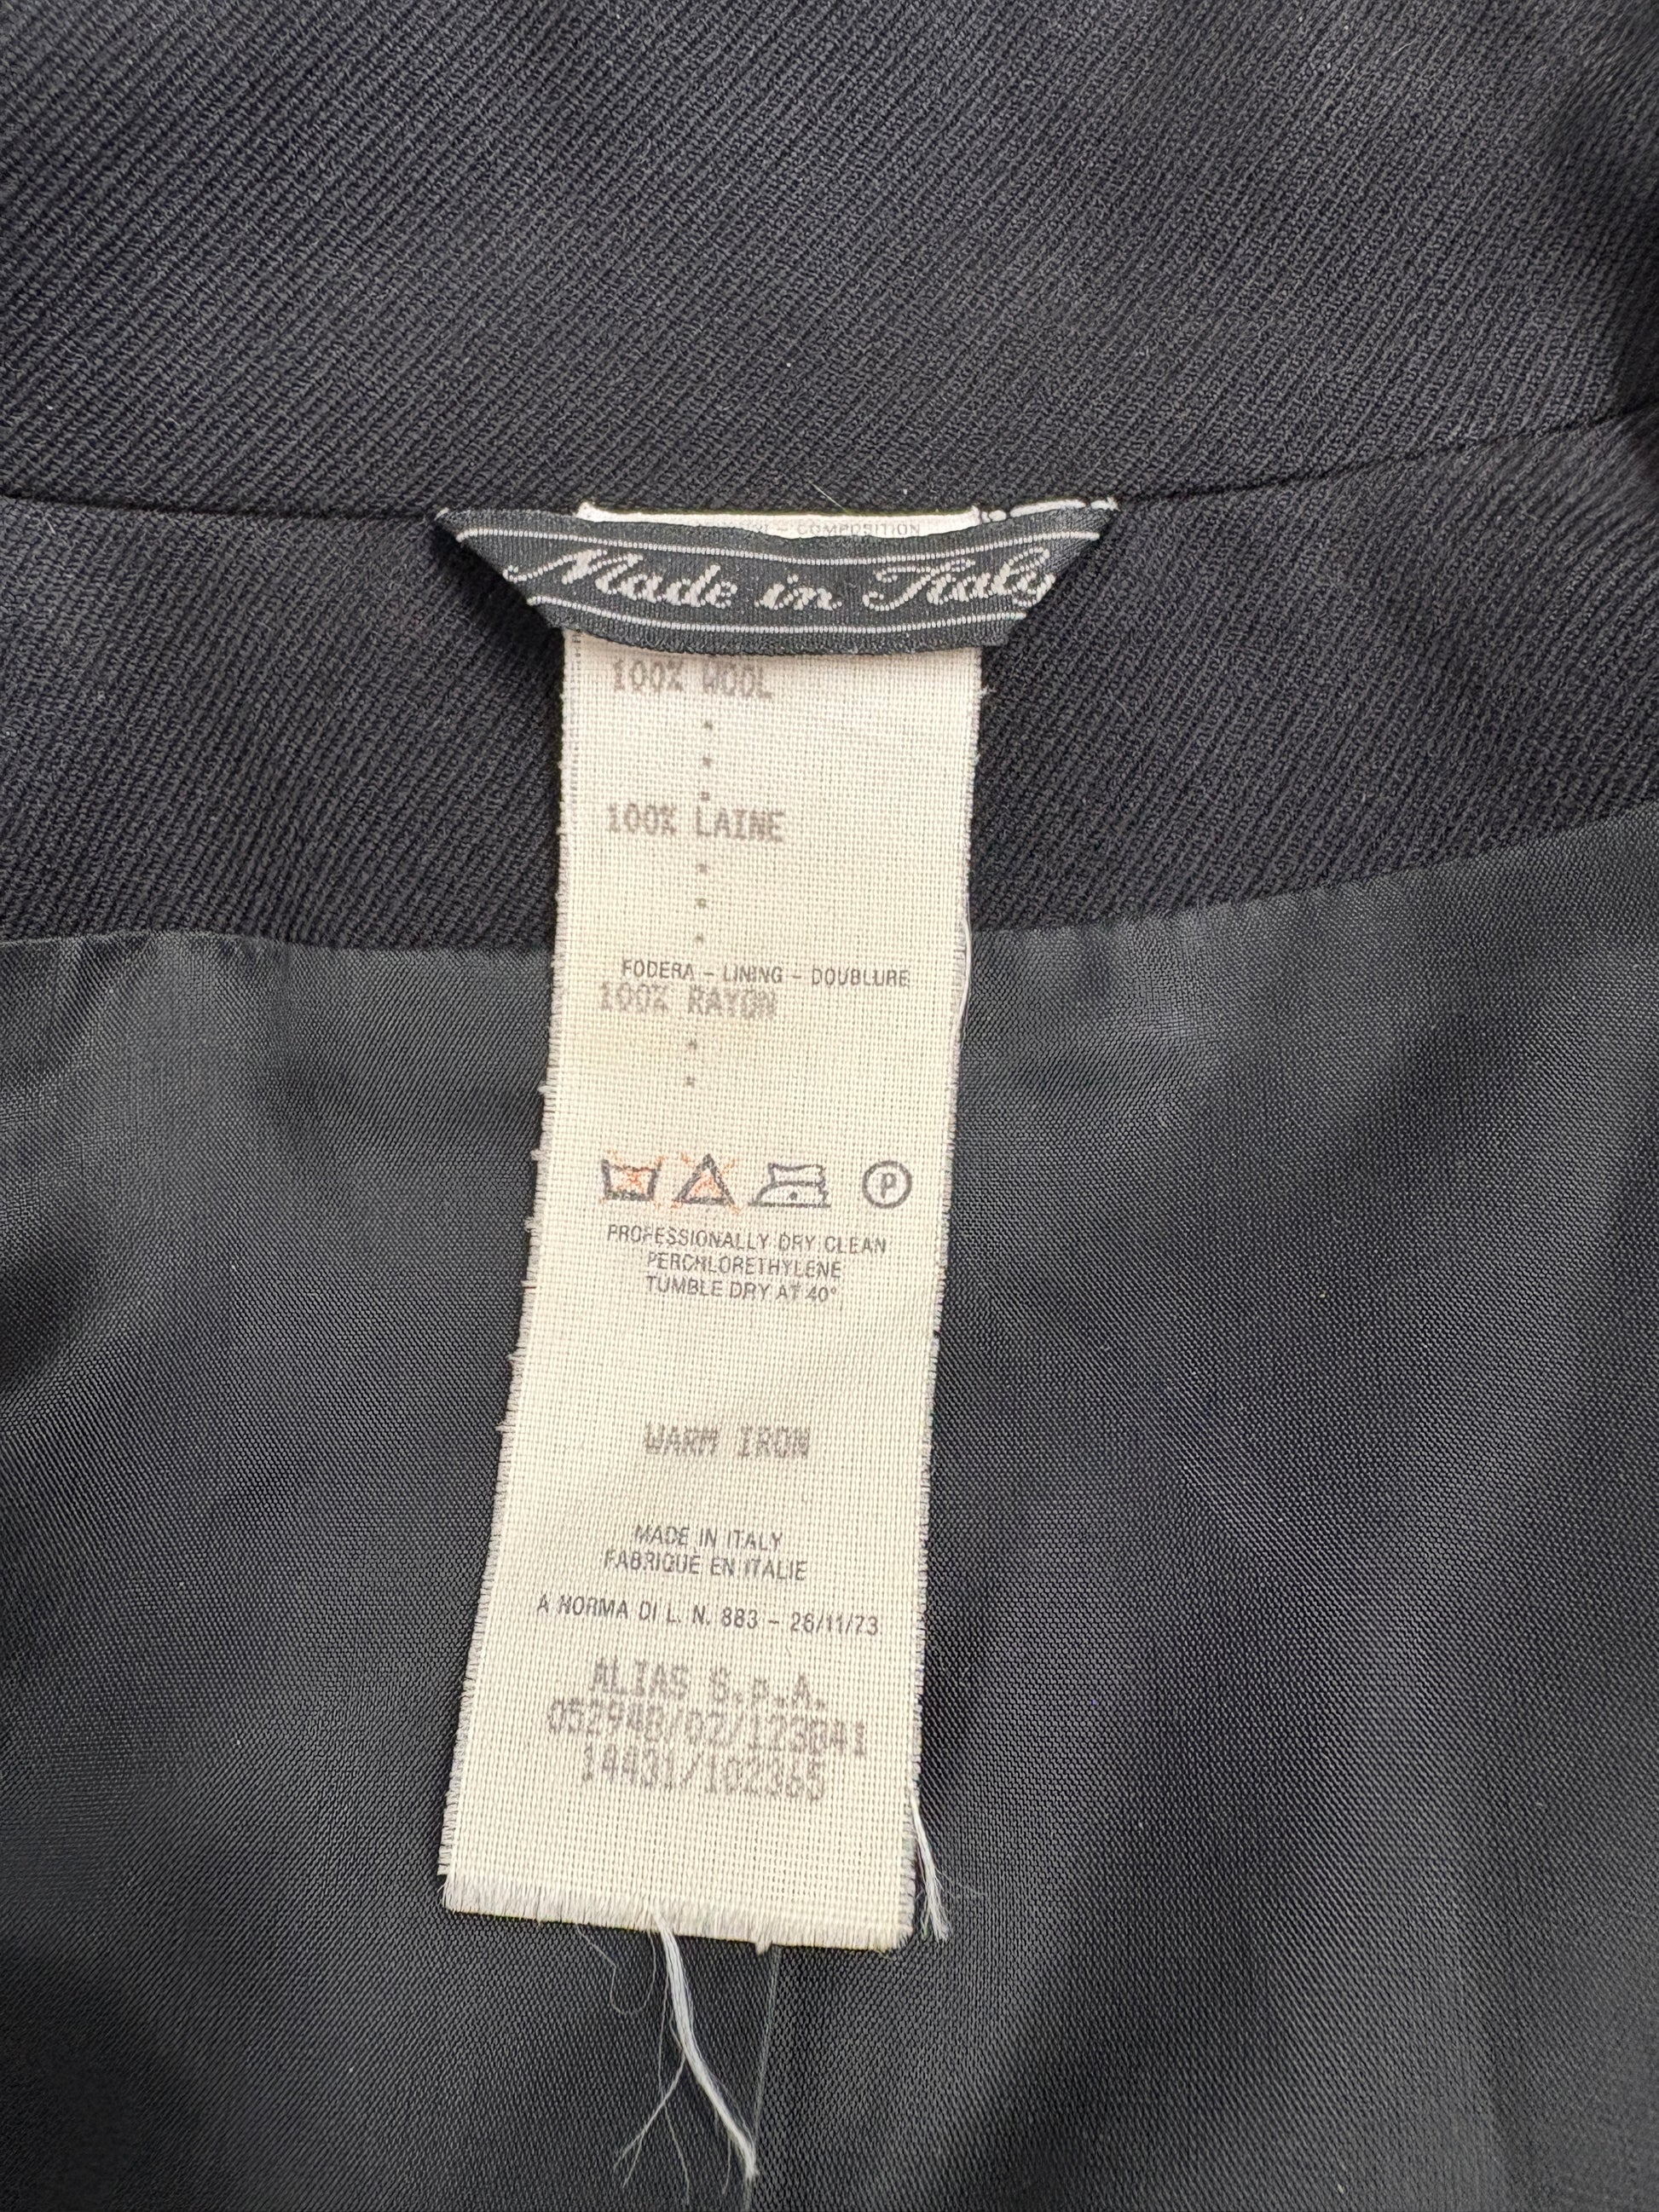 - COMPOSITION
Made in Italy
100% WOOL
100% LAINE
FODERA - LINING - DOUBLURE
100% RAYON
P
PROFESSIONALLY DRY CLEAN
PERCHLORETHYLENE
TUMBLE DRY AT 40°
WARM IRON
MADE IN ITALY
FABRIQUE EN ITALIE
A NORMA DI L. N. 883 - 26/11/73
ALIAS S.p.A.
052948/02/123841
14431/102365